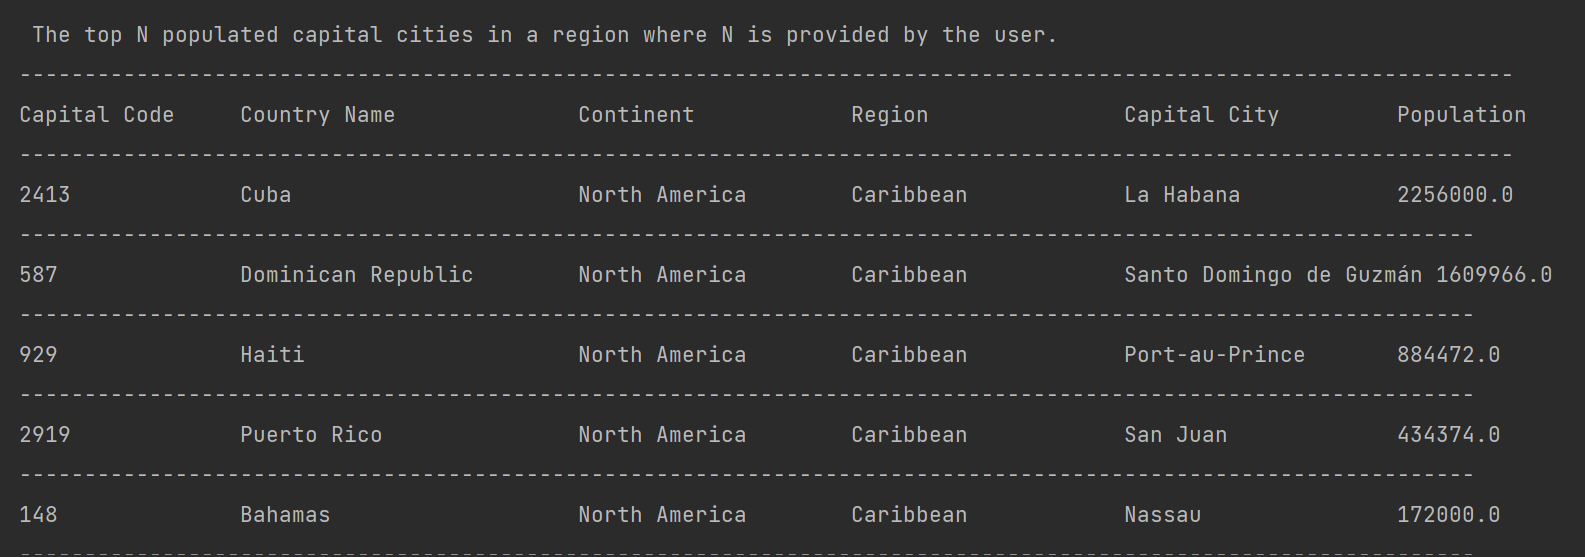 The top N populated capital cities in a region where N is provided by the user.
-------------------------------------------------------------------------------------------------------------------
Capital Code     Country Name              Continent            Region               Capital City         Population
-------------------------------------------------------------------------------------------------------------------
2413             Cuba                      North America        Caribbean            La Habana            2256000.0
----------------------------------------------------------------------------------------------------------------
587              Dominican Republic        North America        Caribbean            Santo Domingo de Guzmán 1609966.0
----------------------------------------------------------------------------------------------------------------
929              Haiti                     North America        Caribbean            Port-au-Prince       884472.0
----------------------------------------------------------------------------------------------------------------
2919             Puerto Rico               North America        Caribbean            San Juan             434374.0
----------------------------------------------------------------------------------------------------------------
148              Bahamas                   North America        Caribbean            Nassau               172000.0
----------------------------------------------------------------------------------------------------------------